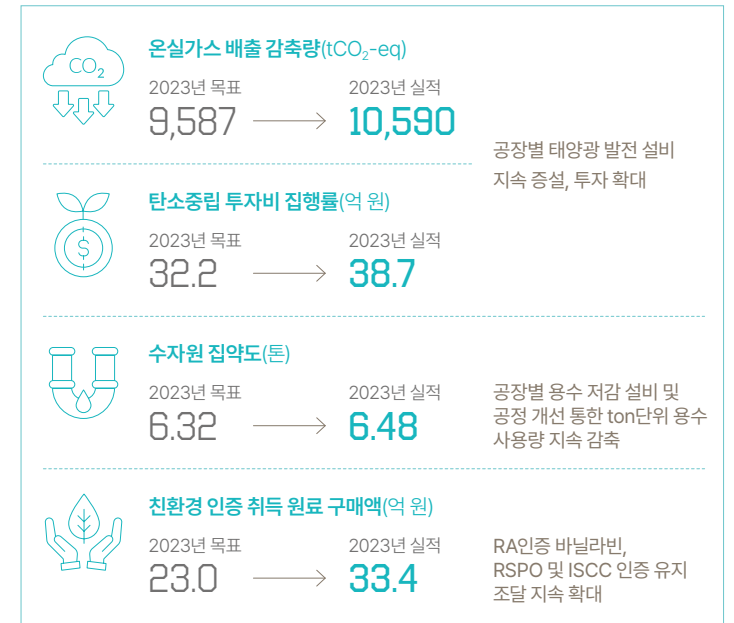 CO2
온실가스 배출 감축량(tCO₂-eq)
2023년 목표
2023년 실적
9,587
10,590
공장별 태양광 발전 설비
지속 증설, 투자 확대
$
탄소중립 투자비 집행률(억 원)
2023년 목표
2023년 실적
32.2
38.7
수자원 집약도(톤)
2023년 목표
2023년 실적
6.32
6.48
공장별 용수 저감 설비 및
공정 개선 통한 ton단위 용수
사용량 지속 감축
친환경 인증 취득 원료 구매액(억 원)
2023년 목표
2023년 실적
23.0
33.4
RA인증 바닐라빈,
RSPO 및 ISCC 인증 유지
조달 지속 확대